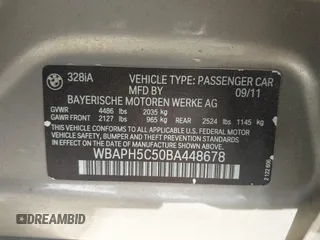 BMW
328iA VEHICLE TYPE: PASSENGER CAR
MFD BY: 09/11
BAYERISCHE MOTOREN WERKE AG
GVWR 4486 lbs 2035 kg
GAWR FRONT 2127 lbs 965 kg REAR 2524 lbs 1145 kg
THIS VEHICLE CONFORMS TO ALL APPLICABLE U.S. FEDERAL MOTOR
VEHICLE SAFETY, BUMPER AND THEFT PREVENTION STANDARDS IN
EFFECT ON THE DATE OF MANUFACTURE SHOWN ABOVE.
WBAPH5C50BA448678
DREAMBID